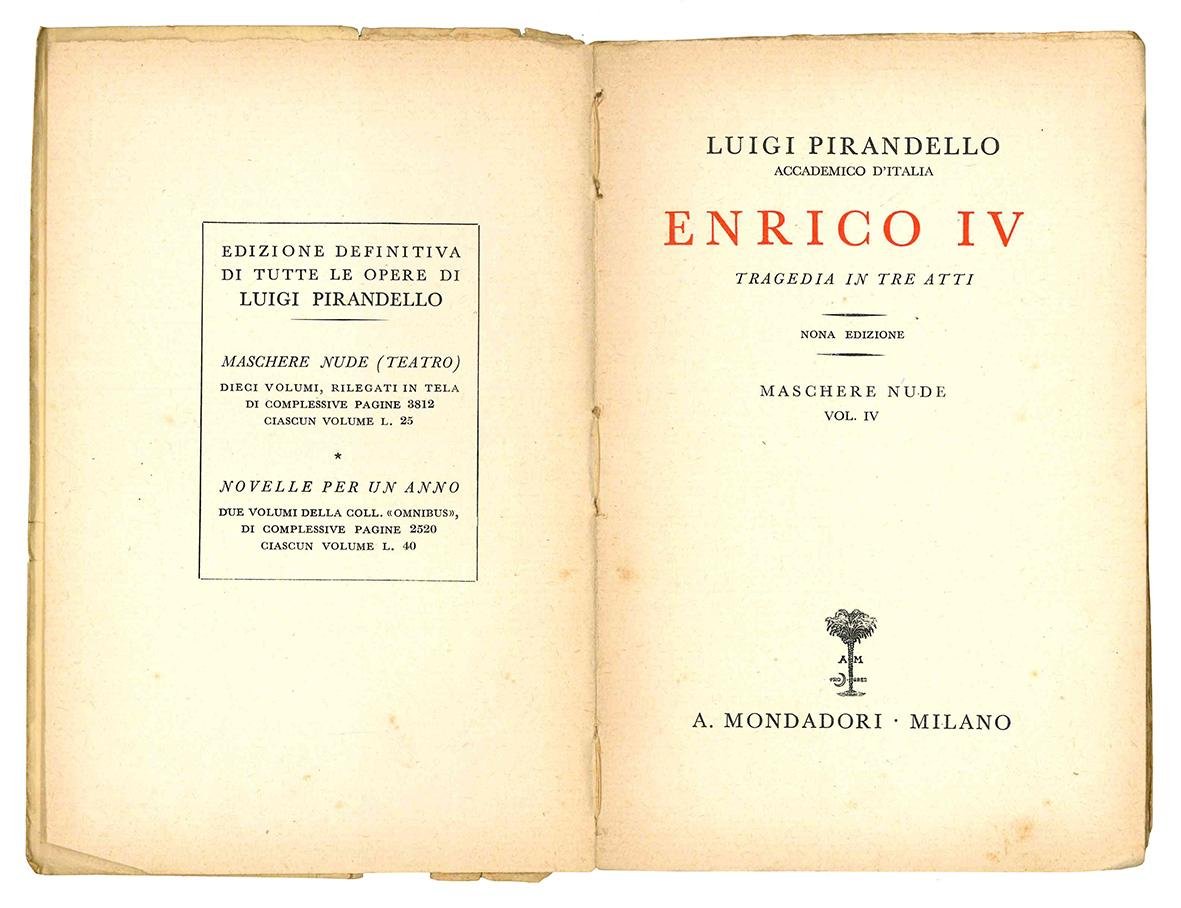 EDIZIONE DEFINITIVA
DI TUTTE LE OPERE DI
LUIGI PIRANDELLO
MASCHERE NUDE (TEATRO)
DIECI VOLUMI, RILEGATI IN TELA
DI COMPLESSIVE PAGINE 3812
CIASCUN VOLUME L. 25
*
NOVELLE PER UN ANNO
DUE VOLUMI DELLA COLL. «OMNIBUS»,
DI COMPLESSIVE PAGINE 2520
CIASCUN VOLUME L. 40
LUIGI PIRANDELLO
ACCADEMICO D'ITALIA
ENRICO IV
TRAGEDIA IN TRE ATTI
NONA EDIZIONE
MASCHERE NUDE
VOL. IV
A M
A. MONDADORI · MILANO